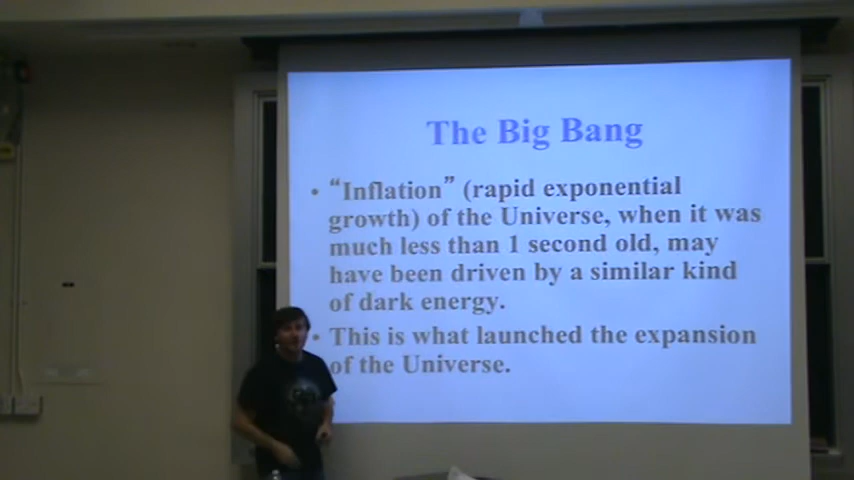 The Big Bang
• “Inflation” (rapid exponential
growth) of the Universe, when it was
much less than 1 second old, may
have been driven by a similar kind
of dark energy.
• This is what launched the expansion
of the Universe.